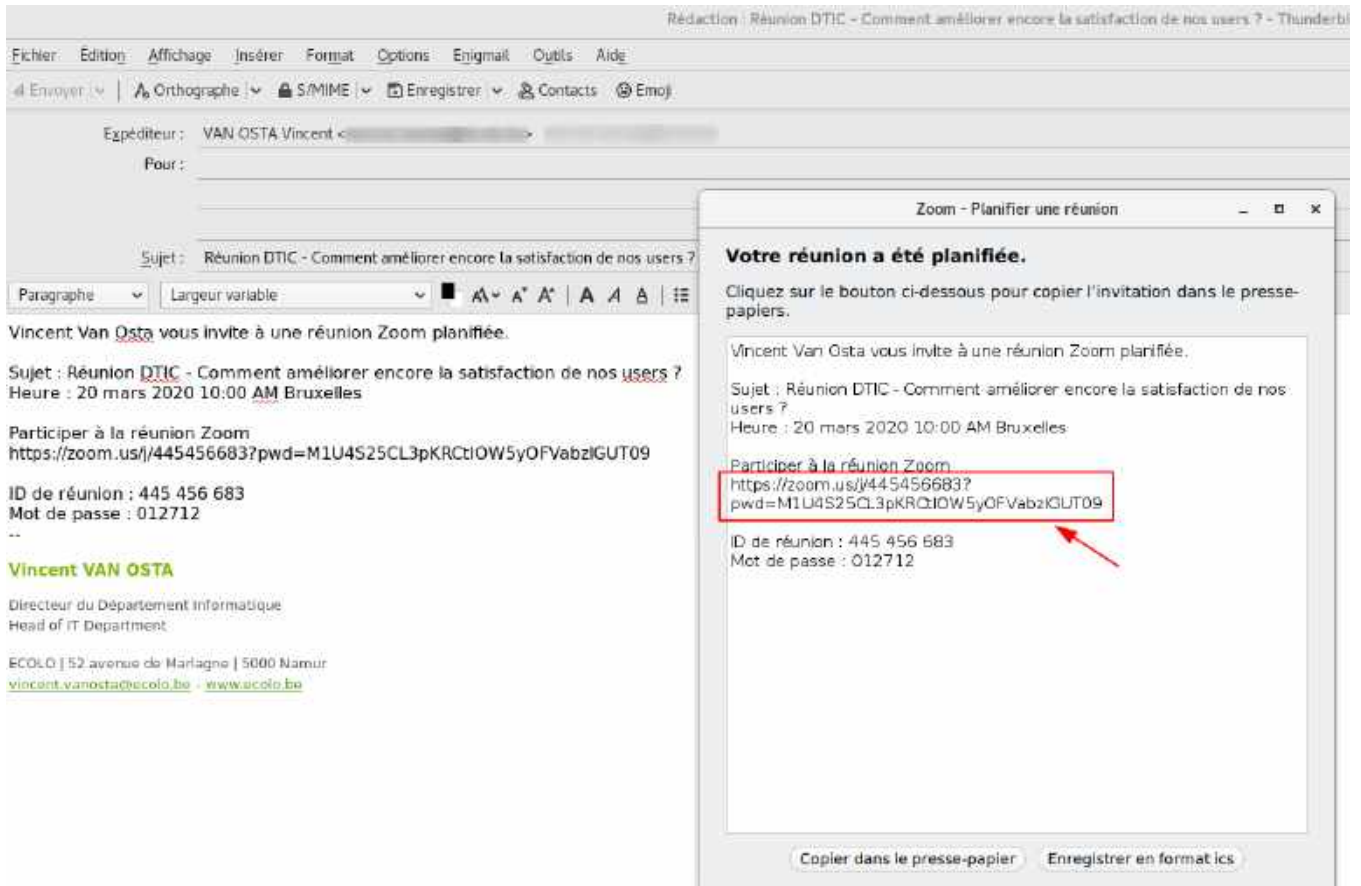 Rédaction : Réunion DTIC - Comment améliorer encore la satisfaction de nos users ? - Thunderbi
Fichier Édition Affichage Insérer Format Options Enigmail Outils Aide
Envoyer Orthographe S/MIME Enregistrer Contacts Emoji
Expéditeur : VAN OSTA Vincent <
Pour :
Sujet : Réunion DTIC - Comment améliorer encore la satisfaction de nos users ?
Paragraphe Largeur variable
Vincent Van Osta vous invite à une réunion Zoom planifiée.
Sujet : Réunion DTIC - Comment améliorer encore la satisfaction de nos users ?
Heure : 20 mars 2020 10:00 AM Bruxelles
Participer à la réunion Zoom
https://zoom.us/j/445456683?pwd=M1U4S25CL3pKRCtIOW5yOFVabzlGUT09
ID de réunion : 445 456 683
Mot de passe : 012712
--
Vincent VAN OSTA
Directeur du Département Informatique
Head of IT Department
ECOLO | 52 avenue de Marlagne | 5000 Namur
vincent.vanosta@ecolo.be - www.ecolo.be
Zoom - Planifier une réunion
Votre réunion a été planifiée.
Cliquez sur le bouton ci-dessous pour copier l'invitation dans le presse-
papiers.
Vincent Van Osta vous invite à une réunion Zoom planifiée.
Sujet : Réunion DTIC - Comment améliorer encore la satisfaction de nos
users ?
Heure : 20 mars 2020 10:00 AM Bruxelles
Participer à la réunion Zoom
https://zoom.us/j/445456683?
pwd=M1U4S25CL3pKRCtIOW5yOFVabzlGUT09
ID de réunion : 445 456 683
Mot de passe : 012712
Copier dans le presse-papier Enregistrer en format ics